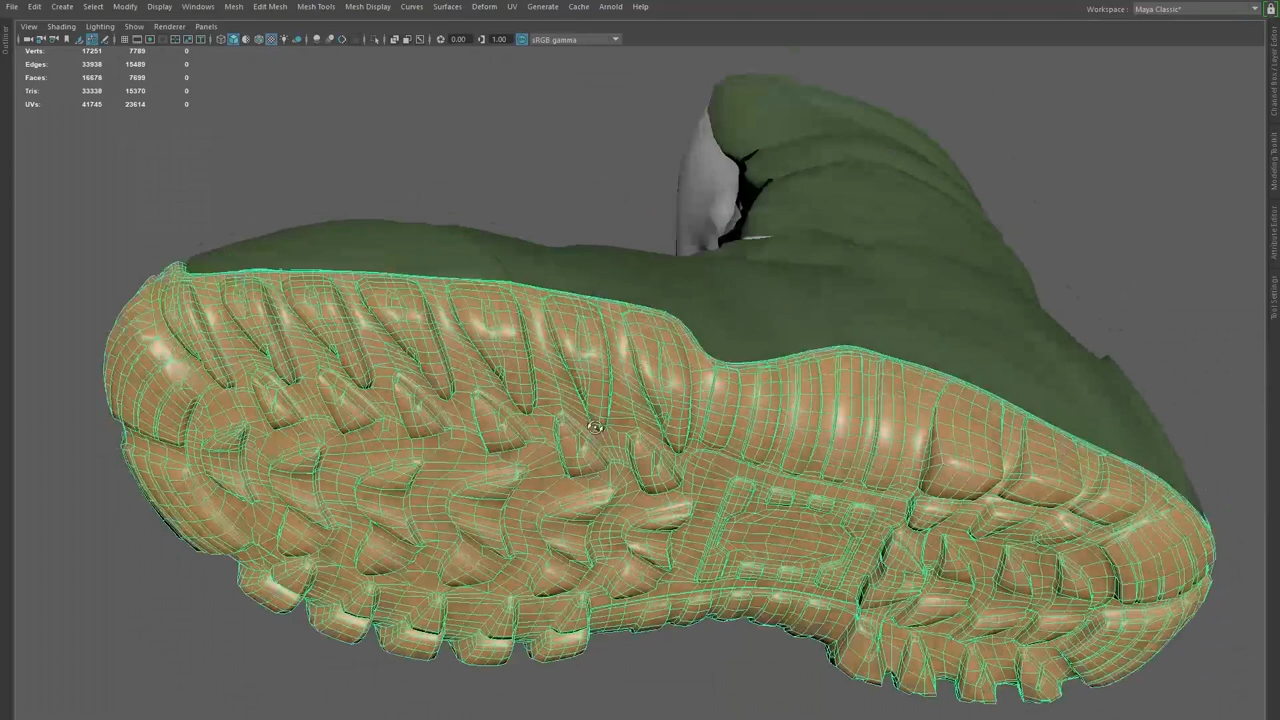 File Edit Create Select Modify Display Windows Mesh Edit Mesh Mesh Tools Mesh Display Curves Surfaces Deform UV Generate Cache Arnold Help
Workspace : Maya Classic*
View Shading Lighting Show Renderer Panels
0.00 1.00 sRGB gamma
Verts: 17251 7789 0
Edges: 33938 15489 0
Faces: 16678 7699 0
Tris: 33338 15370 0
UVs: 41745 23614 0
Outliner
Channel Box / Layer Editor
Modeling Toolkit
Attribute Editor
Tool Settings